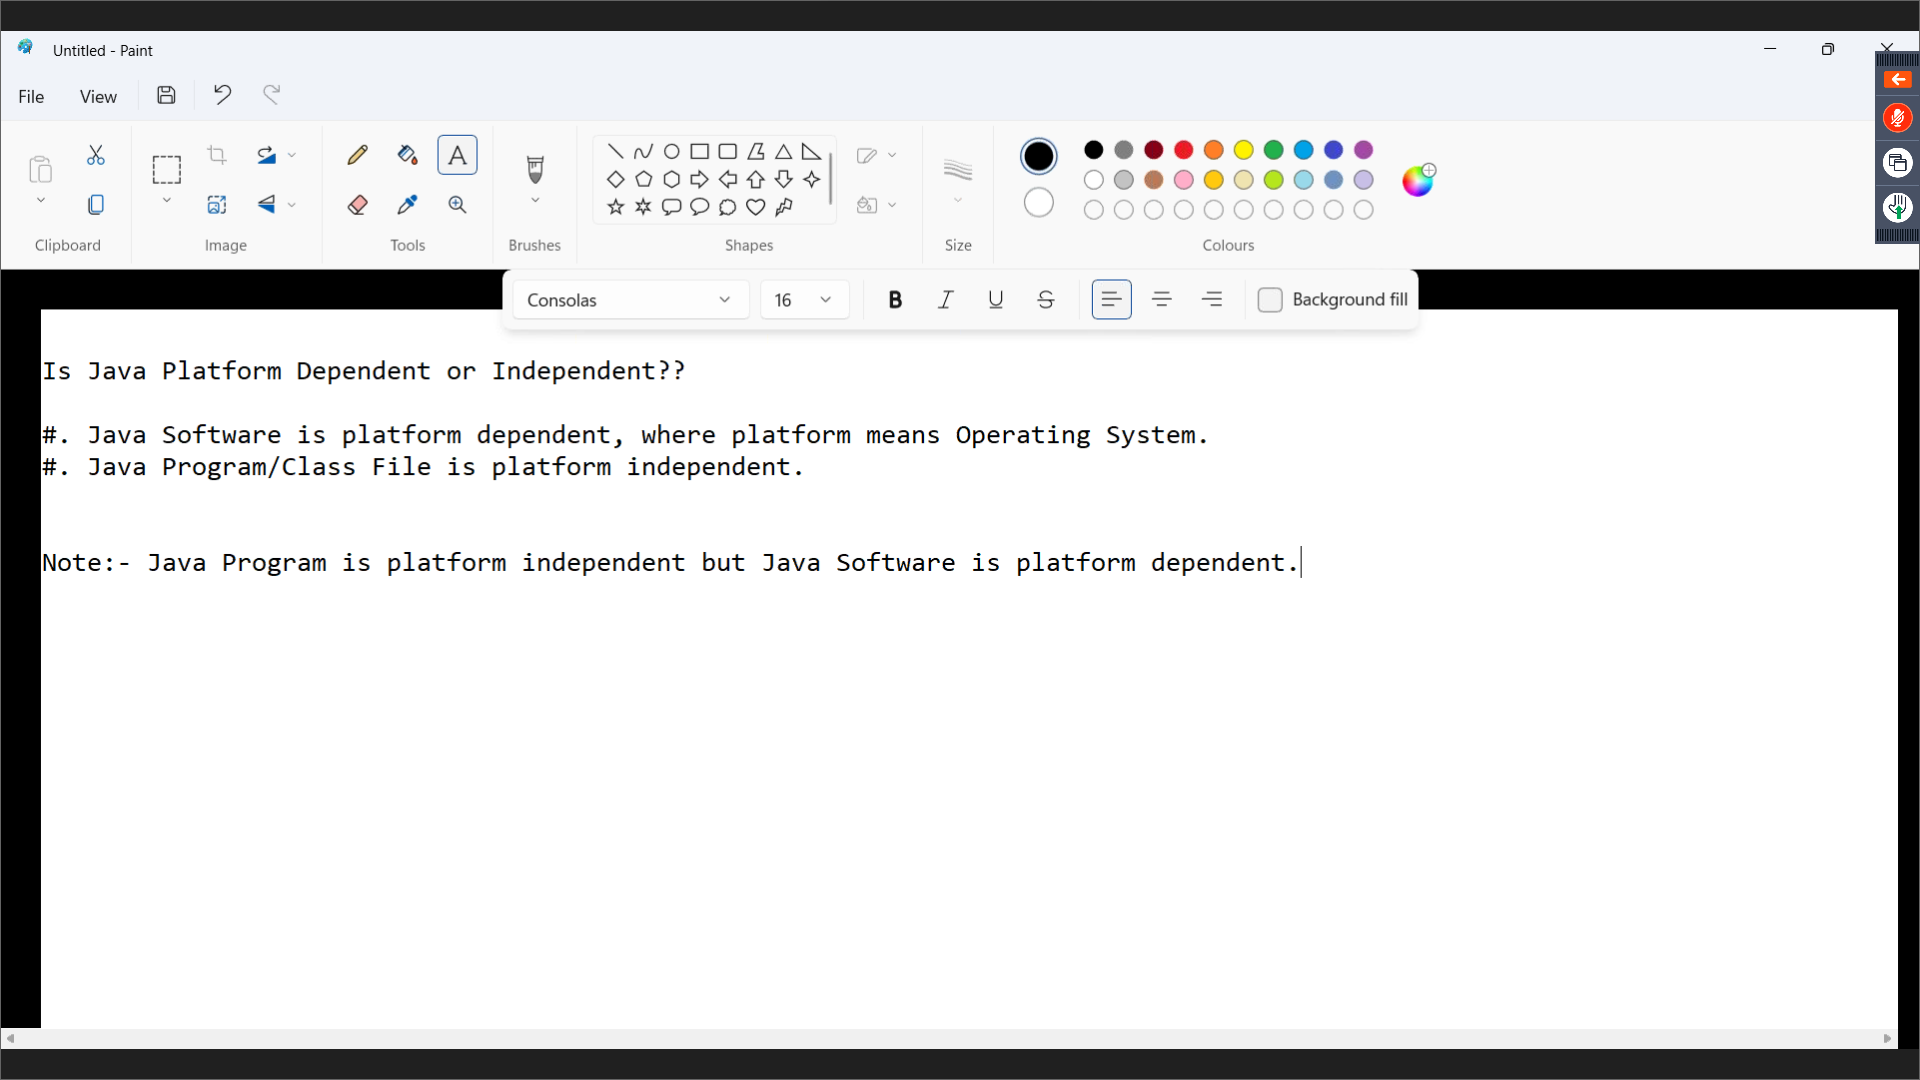 Untitled - Paint
File View
Clipboard Image Tools Brushes Shapes Size Colours
Consolas 16 B I U S Background fill
Is Java Platform Dependent or Independent??
#. Java Software is platform dependent, where platform means Operating System.
#. Java Program/Class File is platform independent.
Note:- Java Program is platform independent but Java Software is platform dependent.